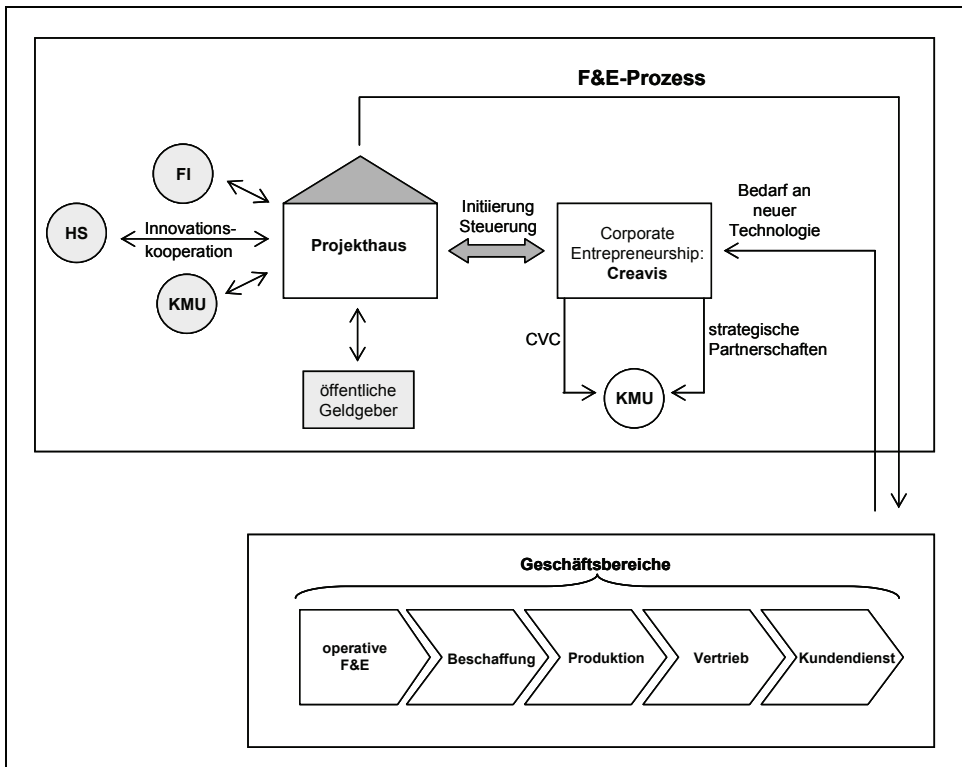 F&E-Prozess
FI
HS
Innovations-
kooperation
KMU
Projekthaus
öffentliche
Geldgeber
Initiierung
Steuerung
Corporate
Entrepreneurship:
Creavis
Bedarf an
neuer
Technologie
CVC
strategische
Partnerschaften
KMU
Geschäftsbereiche
operative
F&E
Beschaffung
Produktion
Vertrieb
Kundendienst